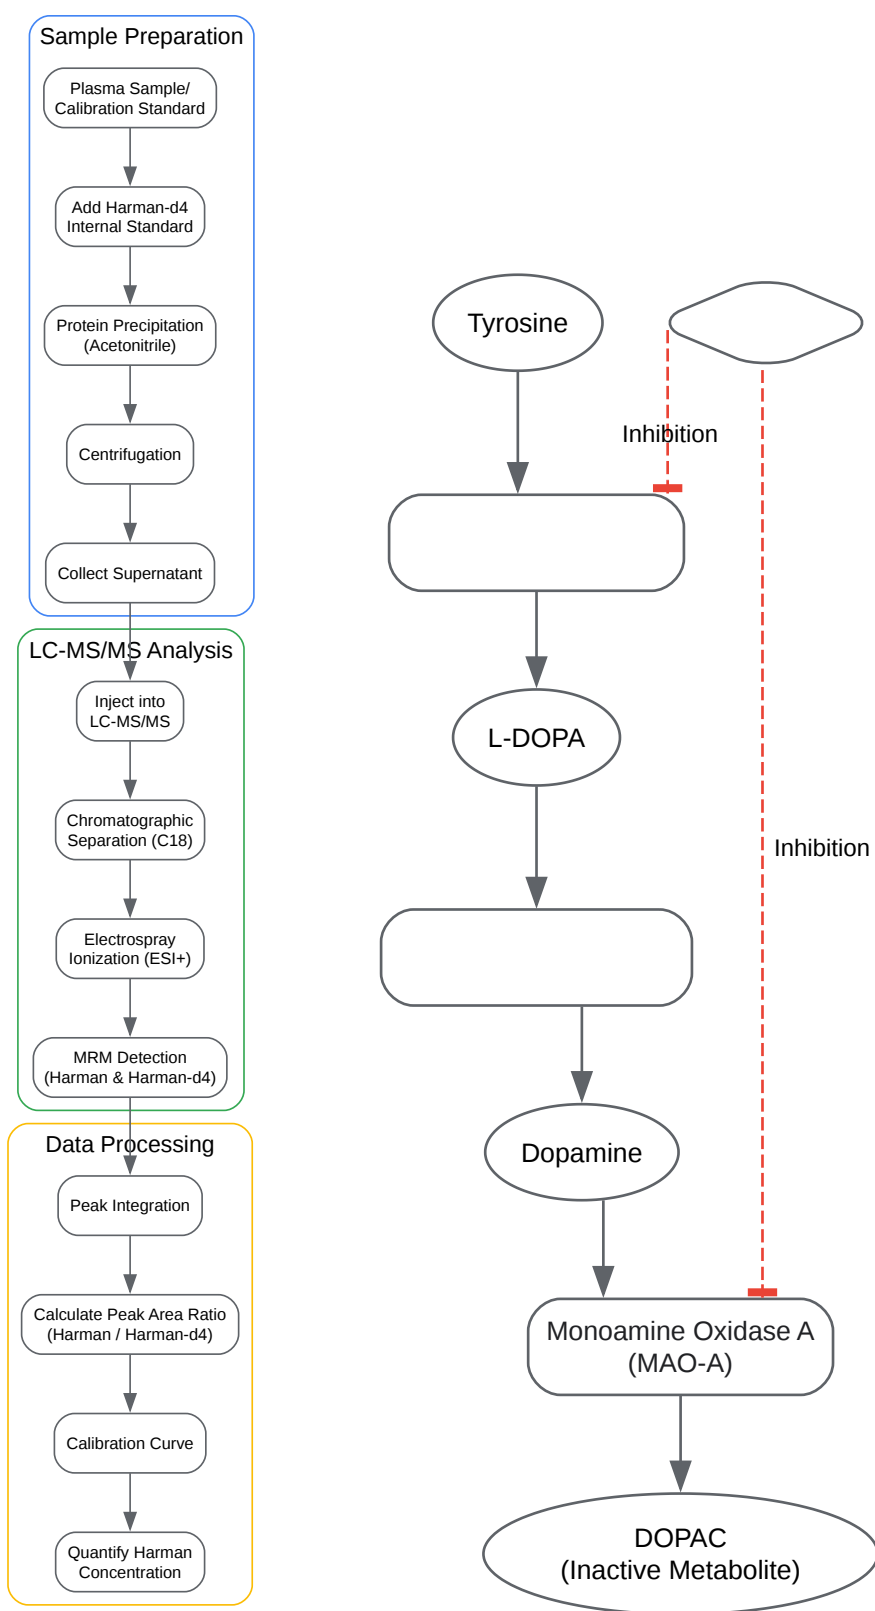 Sample Preparation
Plasma Sample/
Calibration Standard
Add Harman-d4
Internal Standard
Protein Precipitation
(Acetonitrile)
Centrifugation
Collect Supernatant
LC-MS/MS Analysis
Inject into
LC-MS/MS
Chromatographic
Separation (C18)
Electrospray
Ionization (ESI+)
MRM Detection
(Harman & Harman-d4)
Data Processing
Peak Integration
Calculate Peak Area Ratio
(Harman / Harman-d4)
Calibration Curve
Quantify Harman
Concentration
Tyrosine
Inhibition
L-DOPA
Inhibition
Dopamine
Monoamine Oxidase A
(MAO-A)
DOPAC
(Inactive Metabolite)